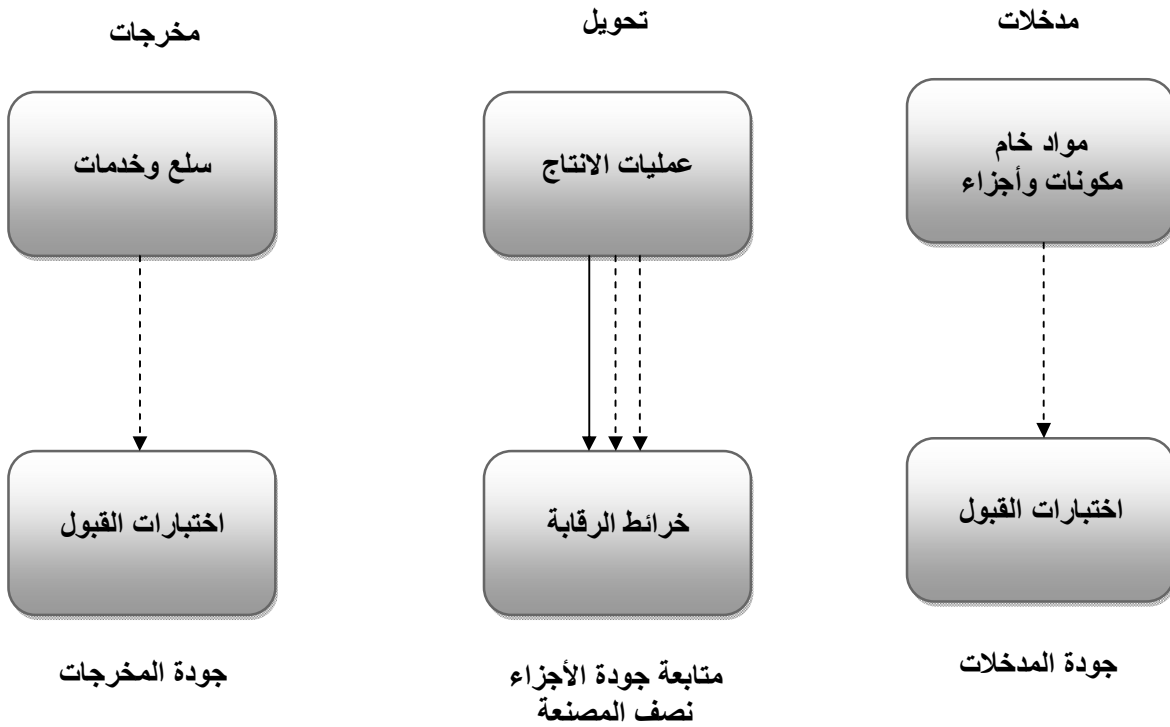 مدخلات
تحويل
مخرجات
مواد خام
مكونات وأجزاء
عمليات الانتاج
سلع وخدمات
اختبارات القبول
خرائط الرقابة
اختبارات القبول
جودة المدخلات
متابعة جودة الأجزاء
نصف المصنعة
جودة المخرجات